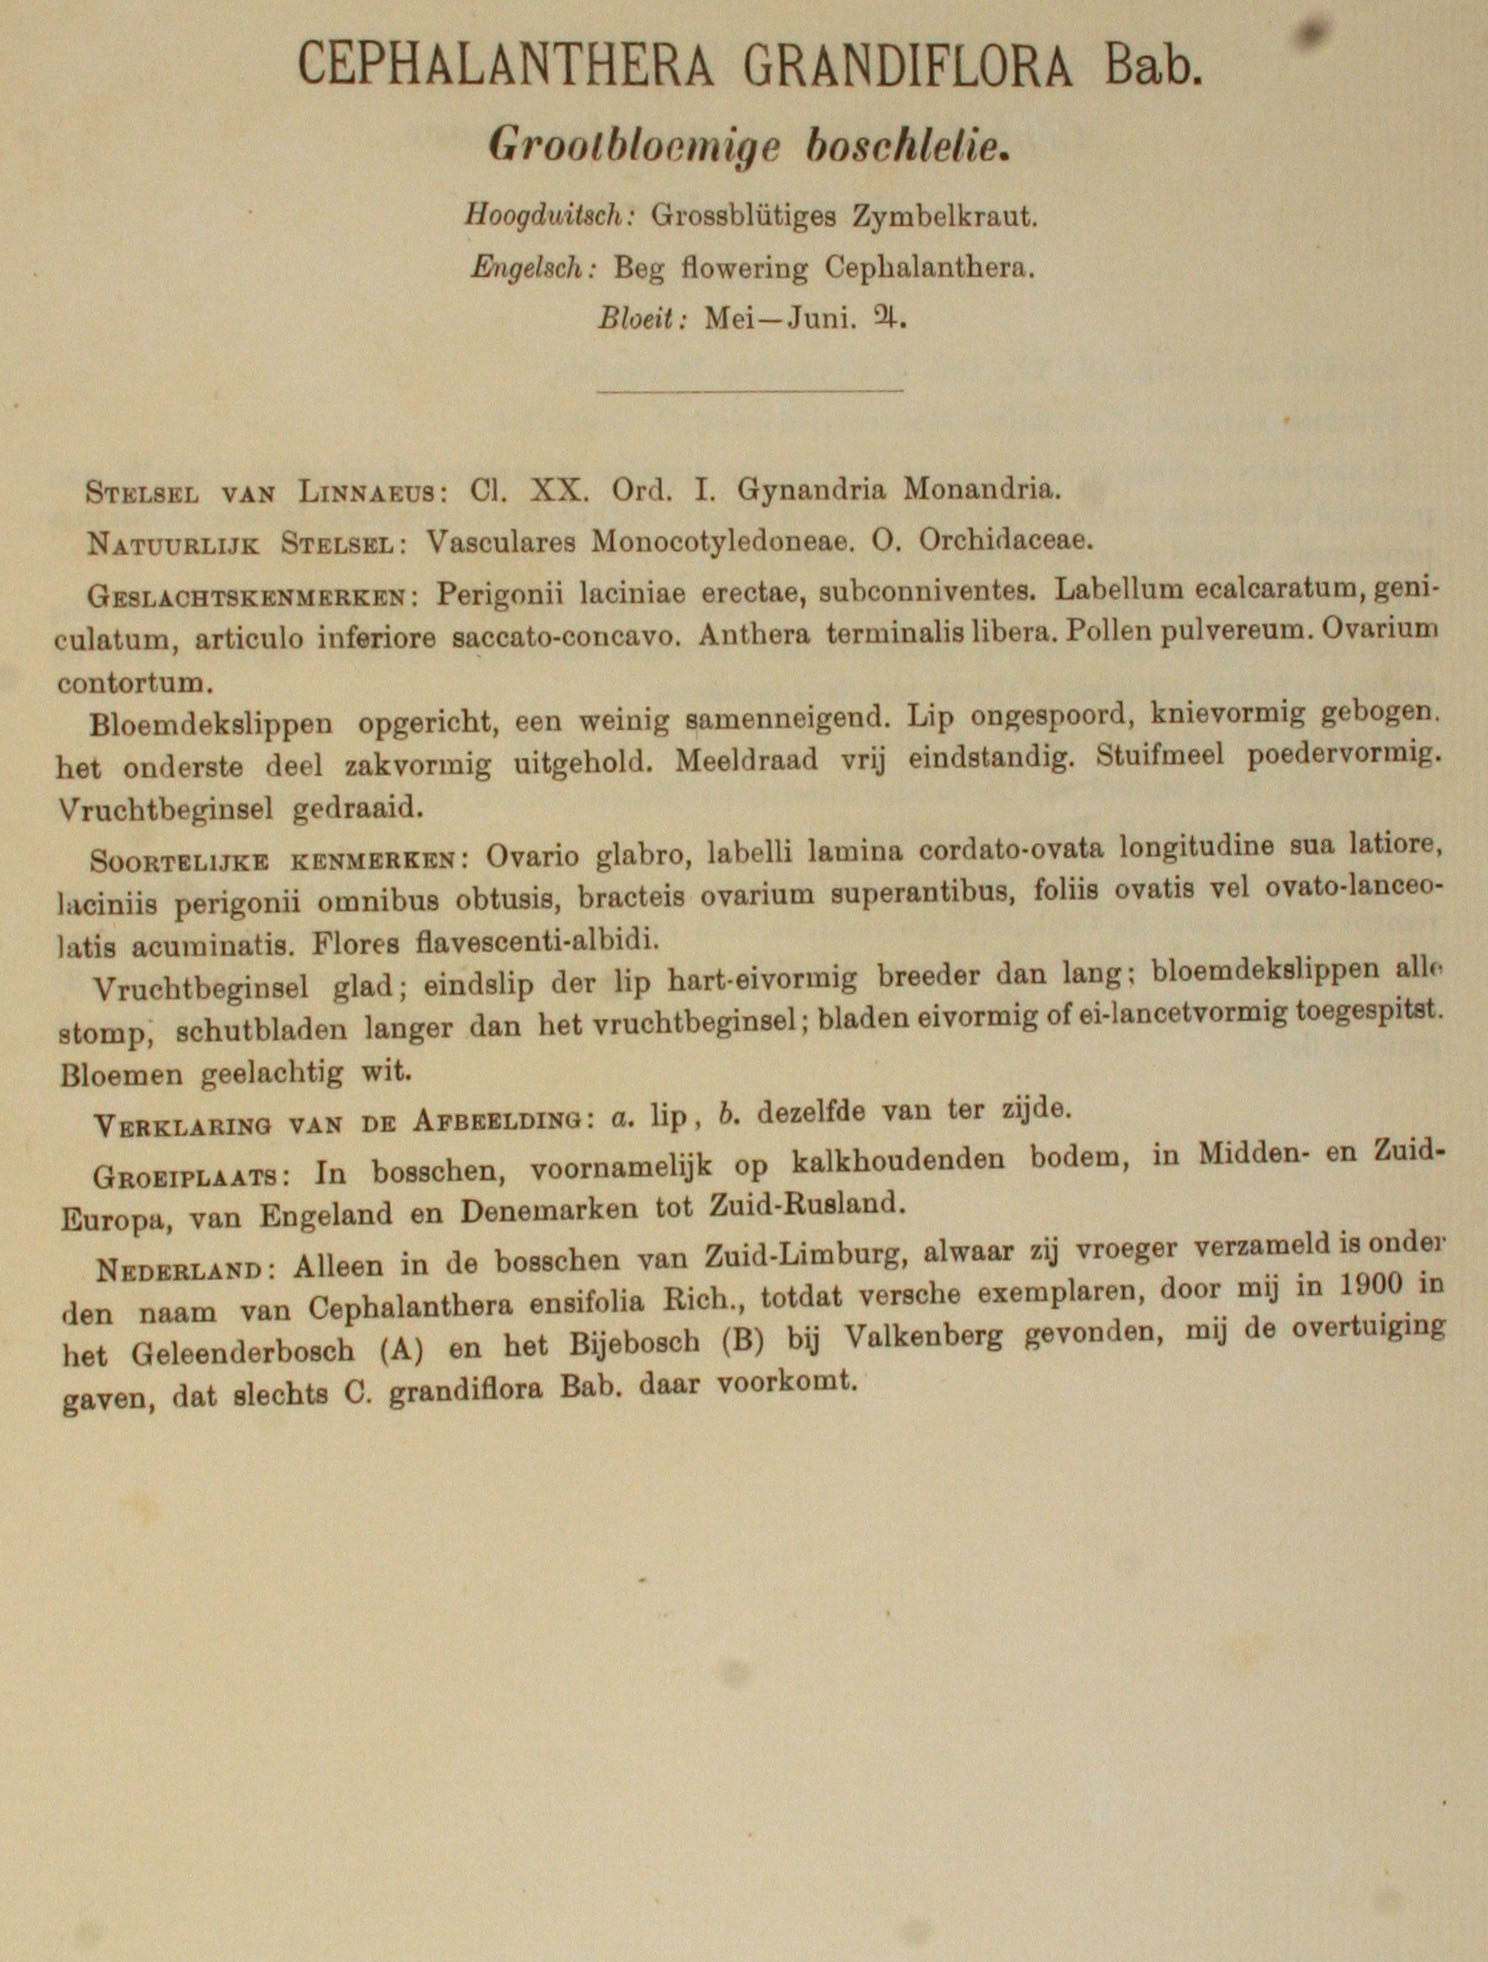 CEPHALANTHERA GRANDIFLORA Bab.
Grootbloemige boschlelie.
Hoogduitsch: Grossblütiges Zymbelkraut.
Engelsch: Beg flowering Cephalanthera.
Bloeit: Mei—Juni. ♃.
STELSEL VAN LINNAEUS: Cl. XX. Ord. I. Gynandria Monandria.
NATUURLIJK STELSEL: Vasculares Monocotyledoneae. O. Orchidaceae.
GESLACHTSKENMERKEN: Perigonii laciniae erectae, subconniventes. Labellum ecalcaratum, geni-
culatum, articulo inferiore saccato-concavo. Anthera terminalis libera. Pollen pulvereum. Ovarium
contortum.
Bloemdekslippen opgericht, een weinig samenneigend. Lip ongespoord, knievormig gebogen.
het onderste deel zakvormig uitgehold. Meeldraad vrij eindstandig. Stuifmeel poedervormig.
Vruchtbeginsel gedraaid.
SOORTELIJKE KENMERKEN: Ovario glabro, labelli lamina cordato-ovata longitudine sua latiore,
laciniis perigonii omnibus obtusis, bracteis ovarium superantibus, foliis ovatis vel ovato-lanceo-
latis acuminatis. Flores flavescenti-albidi.
Vruchtbeginsel glad; eindslip der lip hart-eivormig breeder dan lang; bloemdekslippen alle
stomp, schutbladen langer dan het vruchtbeginsel; bladen eivormig of ei-lancetvormig toegespitst.
Bloemen geelachtig wit.
VERKLARING VAN DE AFBEELDING: a. lip, b. dezelfde van ter zijde.
GROEIPLAATS: In bosschen, voornamelijk op kalkhoudenden bodem, in Midden- en Zuid-
Europa, van Engeland en Denemarken tot Zuid-Rusland.
NEDERLAND: Alleen in de bosschen van Zuid-Limburg, alwaar zij vroeger verzameld is onder
den naam van Cephalanthera ensifolia Rich., totdat versche exemplaren, door mij in 1900 in
het Geleenderbosch (A) en het Bijebosch (B) bij Valkenberg gevonden, mij de overtuiging
gaven, dat slechts C. grandiflora Bab. daar voorkomt.